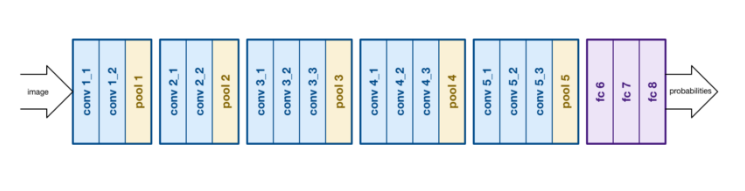 image
conv 1_1
conv 1_2
pool 1
conv 2_1
conv 2_2
pool 2
conv 3_1
conv 3_2
conv 3_3
pool 3
conv 4_1
conv 4_2
conv 4_3
pool 4
conv 5_1
conv 5_2
conv 5_3
pool 5
fc 6
fc 7
fc 8
probabilities